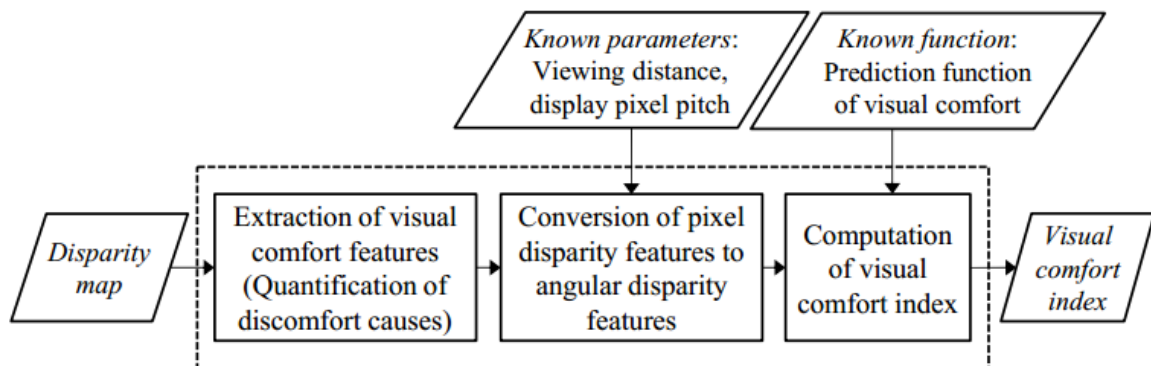 Known parameters:
Viewing distance,
display pixel pitch
Known function:
Prediction function
of visual comfort
Disparity
map
Extraction of visual
comfort features
(Quantification of
discomfort causes)
Conversion of pixel
disparity features to
angular disparity
features
Computation
of visual
comfort index
Visual
comfort
index